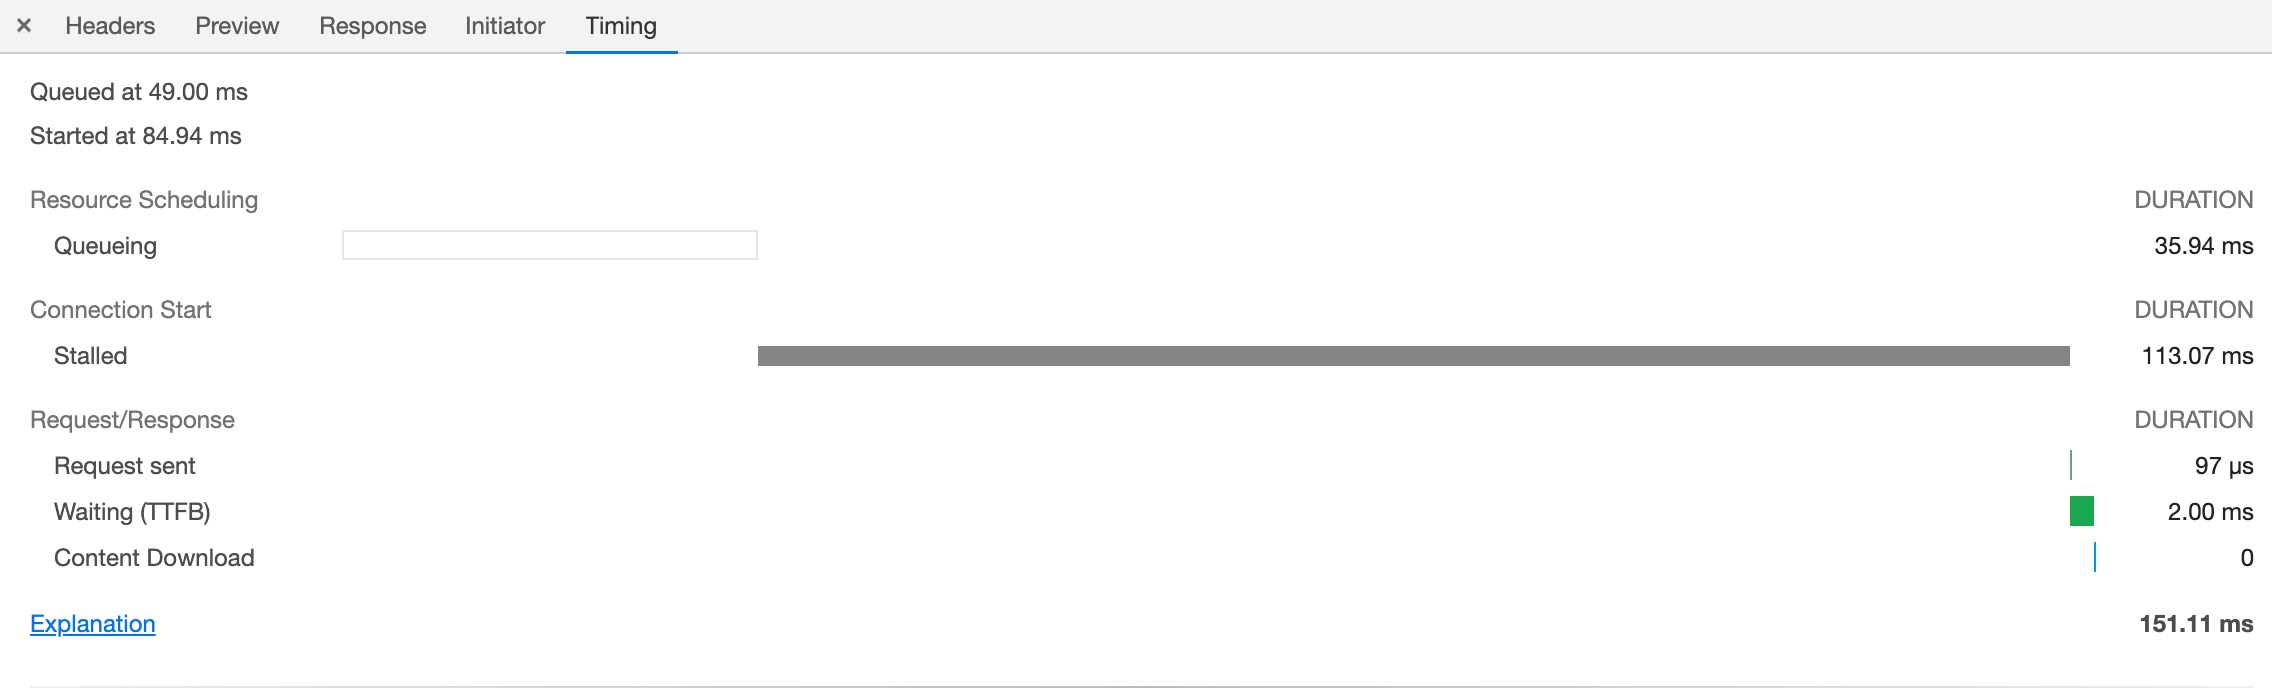 × Headers Preview Response Initiator Timing
Queued at 49.00 ms
Started at 84.94 ms
Resource Scheduling DURATION
Queueing 35.94 ms
Connection Start DURATION
Stalled 113.07 ms
Request/Response DURATION
Request sent 97 µs
Waiting (TTFB) 2.00 ms
Content Download 0
Explanation 151.11 ms